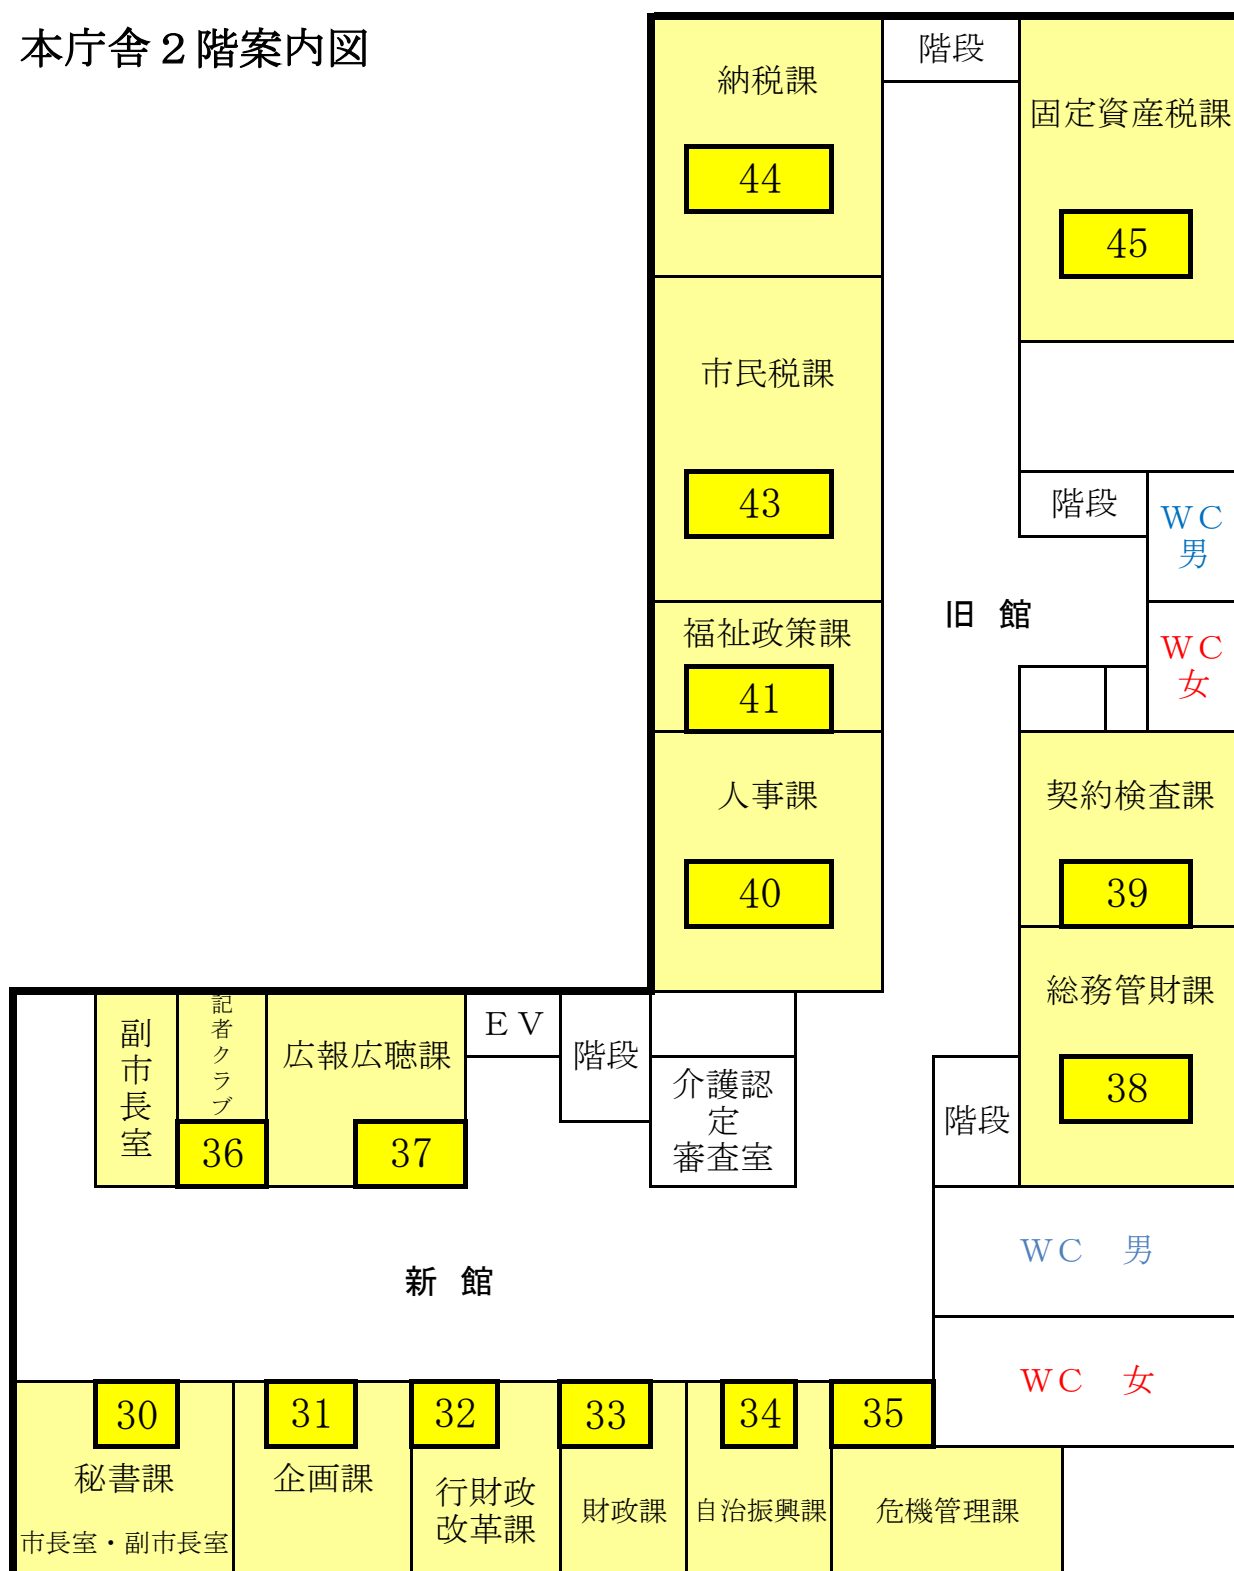 本庁舎２階案内図
納税課
44
階段
固定資産税課
45
市民税課
43
階段
ＷＣ
男
旧 館
福祉政策課
41
ＷＣ
女
人事課
40
契約検査課
39
総務管財課
38
副市長室
記者クラブ
36
広報広聴課
37
ＥＶ
階段
介護認
定
審査室
階段
ＷＣ　男
新 館
ＷＣ　女
30
秘書課
市長室・副市長室
31
企画課
32
行財政
改革課
33
財政課
34
自治振興課
35
危機管理課